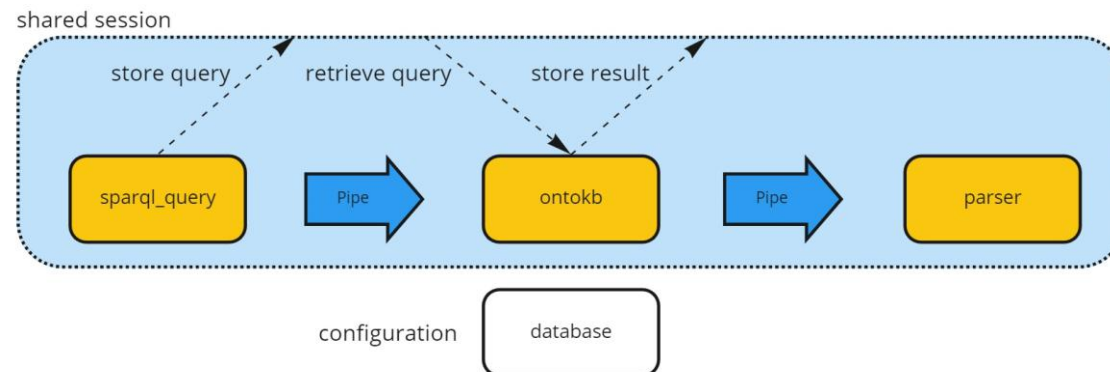 shared session
store query
retrieve query
store result
sparql_query
Pipe
ontokb
Pipe
parser
configuration
database